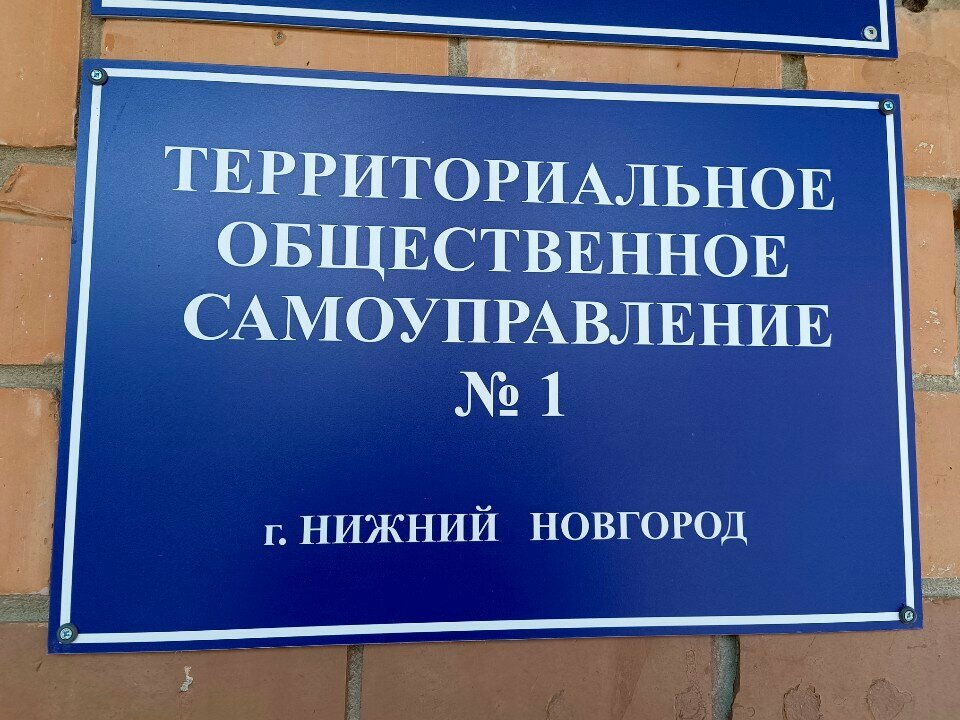 ТЕРРИТОРИАЛЬНОЕ
ОБЩЕСТВЕННОЕ
САМОУПРАВЛЕНИЕ
№ 1
г. НИЖНИЙ НОВГОРОД